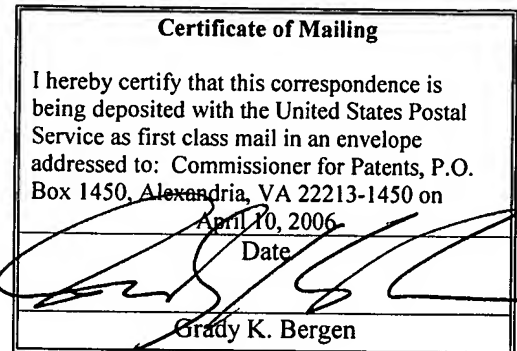 Certificate of Mailing
I hereby certify that this correspondence is
being deposited with the United States Postal
Service as first class mail in an envelope
addressed to: Commissioner for Patents, P.O.
Box 1450, Alexandria, VA 22213-1450 on
April 10, 2006
Date
Grady K. Bergen